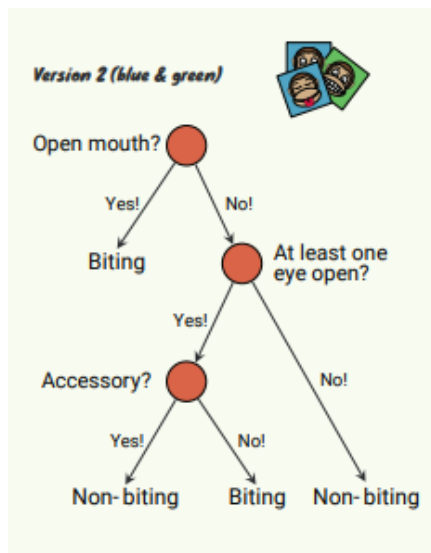 Version 2 (blue & green)
Open mouth?
Yes!
No!
Biting
At least one
eye open?
Yes!
No!
Accessory?
Yes!
No!
Non-biting
Biting
Non-biting